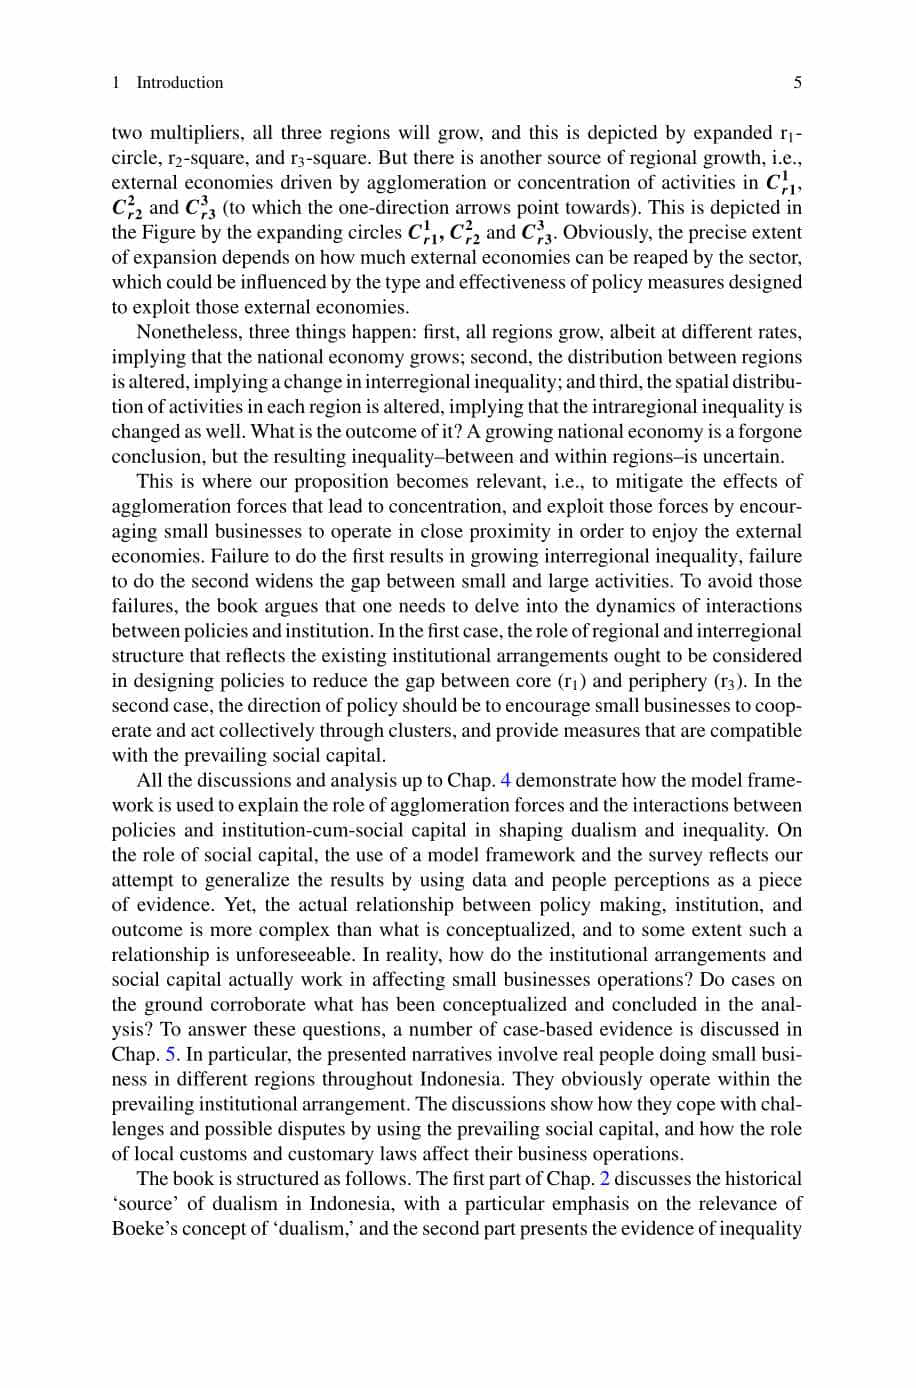 1 Introduction 5
two multipliers, all three regions will grow, and this is depicted by expanded r₁-
circle, r₂-square, and r₃-square. But there is another source of regional growth, i.e.,
external economies driven by agglomeration or concentration of activities in C¹ᵣ₁,
C²ᵣ₂ and C³ᵣ₃ (to which the one-direction arrows point towards). This is depicted in
the Figure by the expanding circles C¹ᵣ₁, C²ᵣ₂ and C³ᵣ₃. Obviously, the precise extent
of expansion depends on how much external economies can be reaped by the sector,
which could be influenced by the type and effectiveness of policy measures designed
to exploit those external economies.
Nonetheless, three things happen: first, all regions grow, albeit at different rates,
implying that the national economy grows; second, the distribution between regions
is altered, implying a change in interregional inequality; and third, the spatial distribu-
tion of activities in each region is altered, implying that the intraregional inequality is
changed as well. What is the outcome of it? A growing national economy is a forgone
conclusion, but the resulting inequality–between and within regions–is uncertain.
This is where our proposition becomes relevant, i.e., to mitigate the effects of
agglomeration forces that lead to concentration, and exploit those forces by encour-
aging small businesses to operate in close proximity in order to enjoy the external
economies. Failure to do the first results in growing interregional inequality, failure
to do the second widens the gap between small and large activities. To avoid those
failures, the book argues that one needs to delve into the dynamics of interactions
between policies and institution. In the first case, the role of regional and interregional
structure that reflects the existing institutional arrangements ought to be considered
in designing policies to reduce the gap between core (r₁) and periphery (r₃). In the
second case, the direction of policy should be to encourage small businesses to coop-
erate and act collectively through clusters, and provide measures that are compatible
with the prevailing social capital.
All the discussions and analysis up to Chap. 4 demonstrate how the model frame-
work is used to explain the role of agglomeration forces and the interactions between
policies and institution-cum-social capital in shaping dualism and inequality. On
the role of social capital, the use of a model framework and the survey reflects our
attempt to generalize the results by using data and people perceptions as a piece
of evidence. Yet, the actual relationship between policy making, institution, and
outcome is more complex than what is conceptualized, and to some extent such a
relationship is unforeseeable. In reality, how do the institutional arrangements and
social capital actually work in affecting small businesses operations? Do cases on
the ground corroborate what has been conceptualized and concluded in the anal-
ysis? To answer these questions, a number of case-based evidence is discussed in
Chap. 5. In particular, the presented narratives involve real people doing small busi-
ness in different regions throughout Indonesia. They obviously operate within the
prevailing institutional arrangement. The discussions show how they cope with chal-
lenges and possible disputes by using the prevailing social capital, and how the role
of local customs and customary laws affect their business operations.
The book is structured as follows. The first part of Chap. 2 discusses the historical
‘source’ of dualism in Indonesia, with a particular emphasis on the relevance of
Boeke’s concept of ‘dualism,’ and the second part presents the evidence of inequality